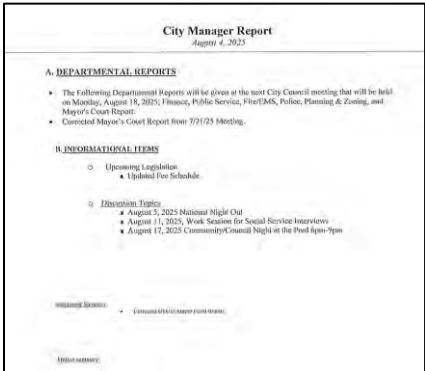 City Manager Report
August 4, 2025
A. DEPARTMENTAL REPORTS
• The Following Departmental Reports will be given at the next City Council meeting that will be held
on Monday, August 18, 2025; Finance, Public Service, Fire/EMS, Police, Planning & Zoning, and
Mayor's Court Report.
• Corrected Mayor's Court Report from 7/21/25 Meeting.
B. INFORMATIONAL ITEMS
o Upcoming Legislation
■ Updated Fee Schedule
o Discussion Topics
■ August 5, 2025 National Night Out
■ August 11, 2025, Work Session for Social Service Interviews
■ August 17, 2025 Community/Council Night at the Pool 6pm-9pm